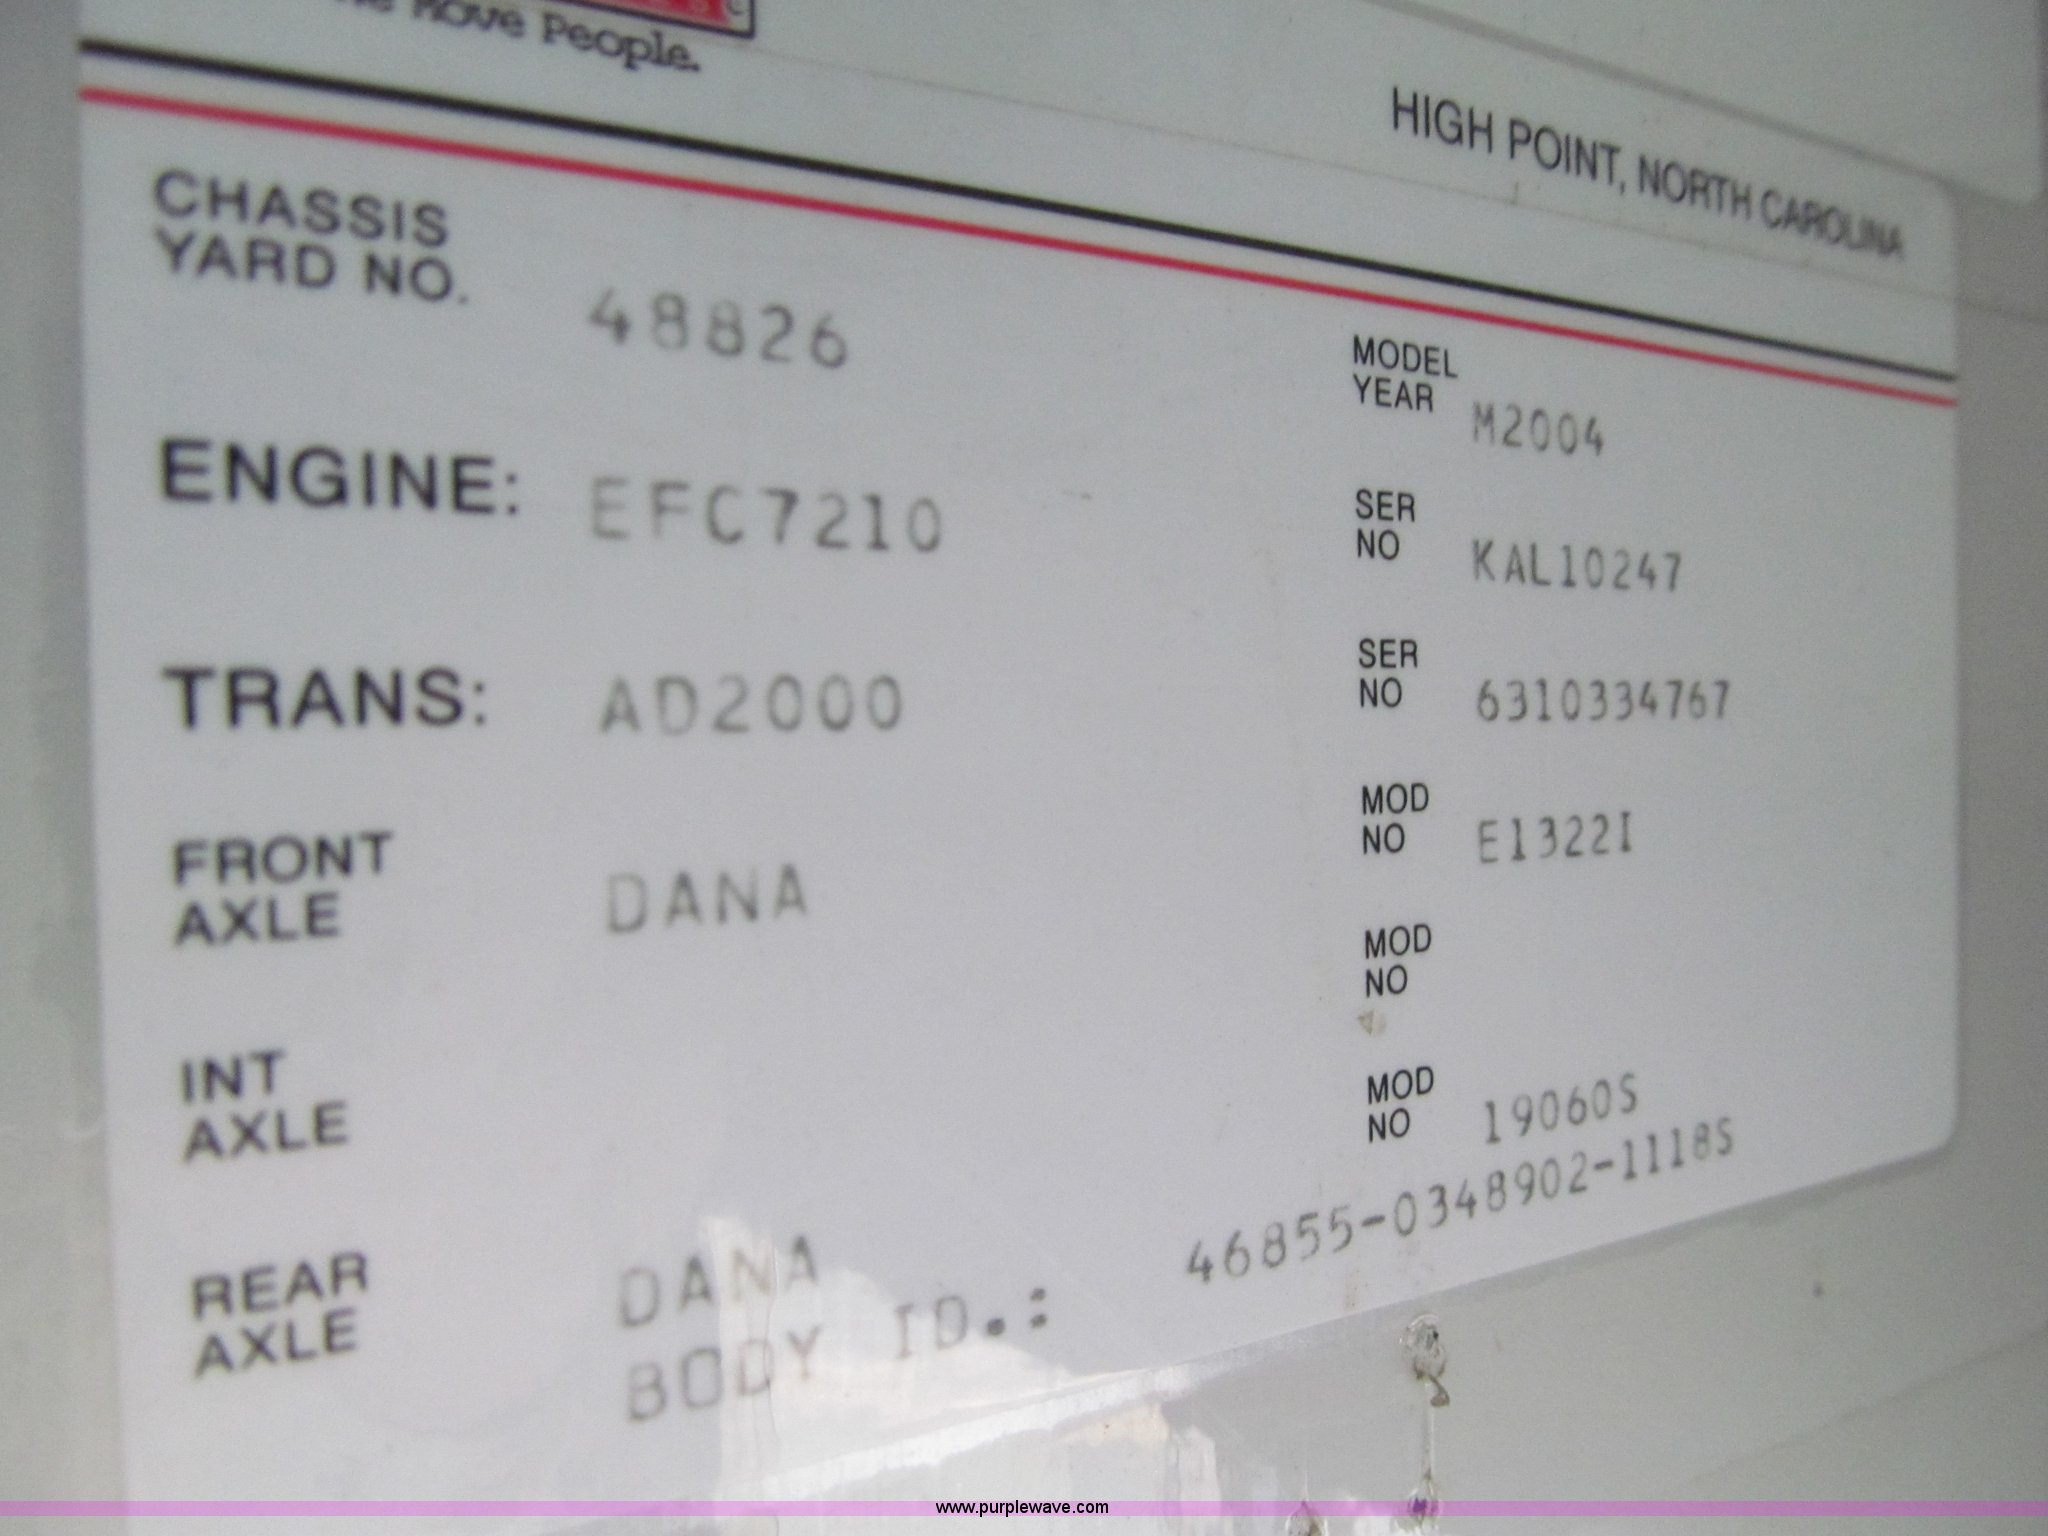 Move People.
HIGH POINT, NORTH CAROLINA
CHASSIS
YARD NO. 48826
MODEL
YEAR M2004
ENGINE: EFC7210
SER
NO KAL10247
TRANS: AD2000
SER
NO 6310334767
FRONT
AXLE DANA
MOD
NO E1322I
INT
AXLE
MOD
NO
REAR
AXLE DANA
MOD
NO 19060S
BODY ID.: 46855-0348902-1118S
www.purplewave.com